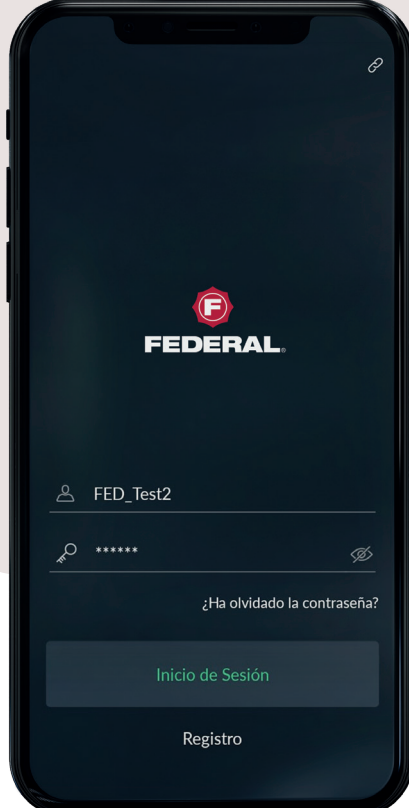 F
FEDERAL®
FED_Test2
******
¿Ha olvidado la contraseña?
Inicio de Sesión
Registro